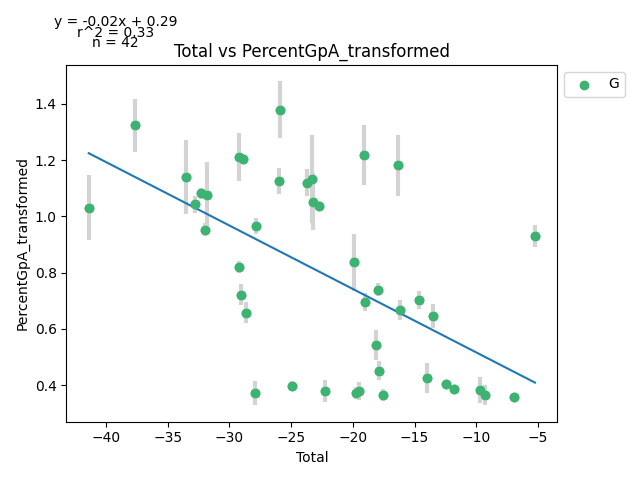 y = -0.02x + 0.29
r^2 = 0.33
n = 42
Total vs PercentGpA_transformed
G
1.4
1.2
1.0
0.8
0.6
0.4
PercentGpA_transformed
−40 −35 −30 −25 −20 −15 −10 −5
Total